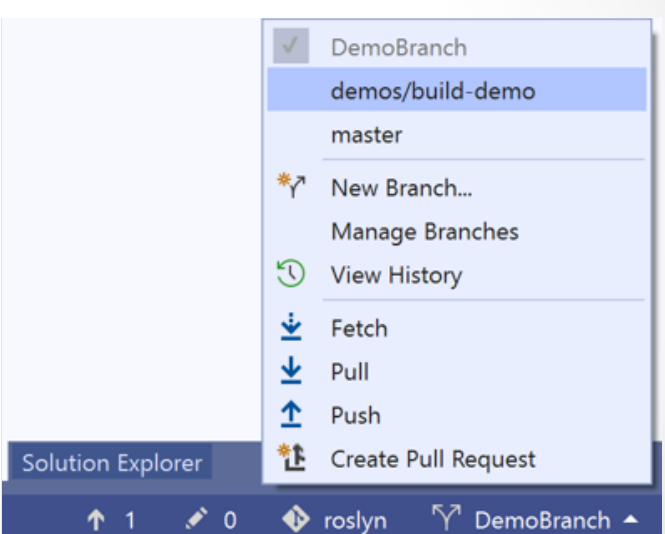 DemoBranch
demos/build-demo
master
New Branch...
Manage Branches
View History
Fetch
Pull
Push
Create Pull Request
Solution Explorer
1 0 roslyn DemoBranch